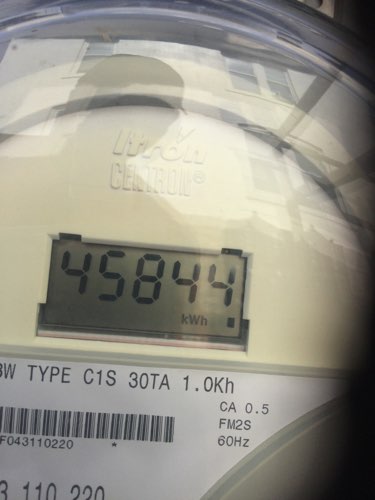 Itron
CENTRON®
45844
kWh
3W TYPE C1S 30TA 1.0Kh
CA 0.5
FM2S
60Hz
F043110220 *
3 110 220